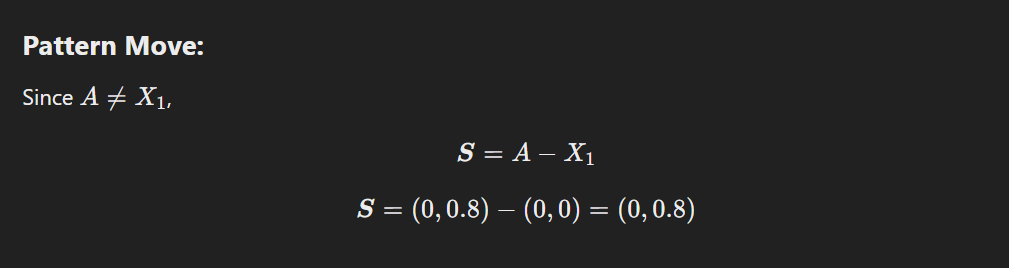 Pattern Move:
Since A ≠ X₁,
S = A − X₁
S = (0, 0.8) − (0, 0) = (0, 0.8)